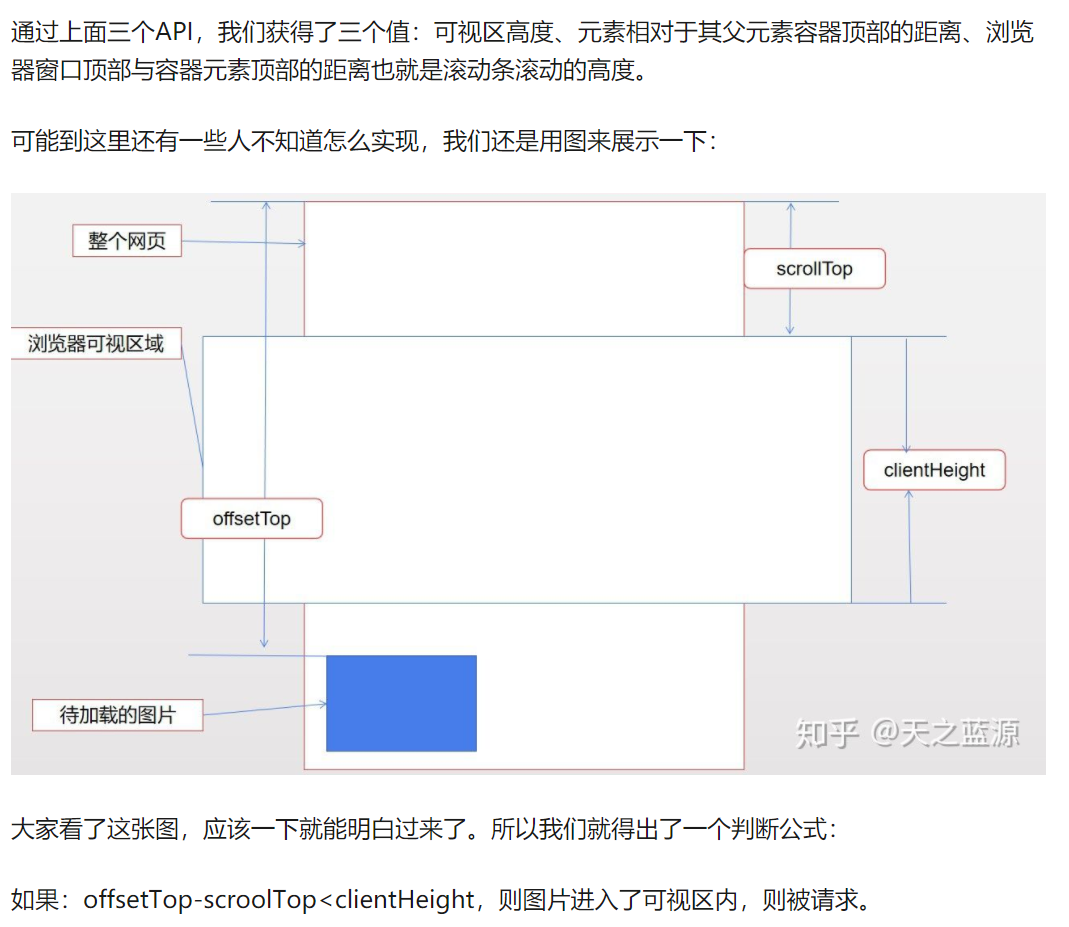 通过上面三个API，我们获得了三个值：可视区高度、元素相对于其父元素容器顶部的距离、浏览
器窗口顶部与容器元素顶部的距离也就是滚动条滚动的高度。
可能到这里还有一些人不知道怎么实现，我们还是用图来展示一下：
整个网页
scrollTop
浏览器可视区域
clientHeight
offsetTop
待加载的图片
知乎 @天之蓝源
大家看了这张图，应该一下就能明白过来了。所以我们就得出了一个判断公式：
如果：offsetTop-scroolTop<clientHeight，则图片进入了可视区内，则被请求。